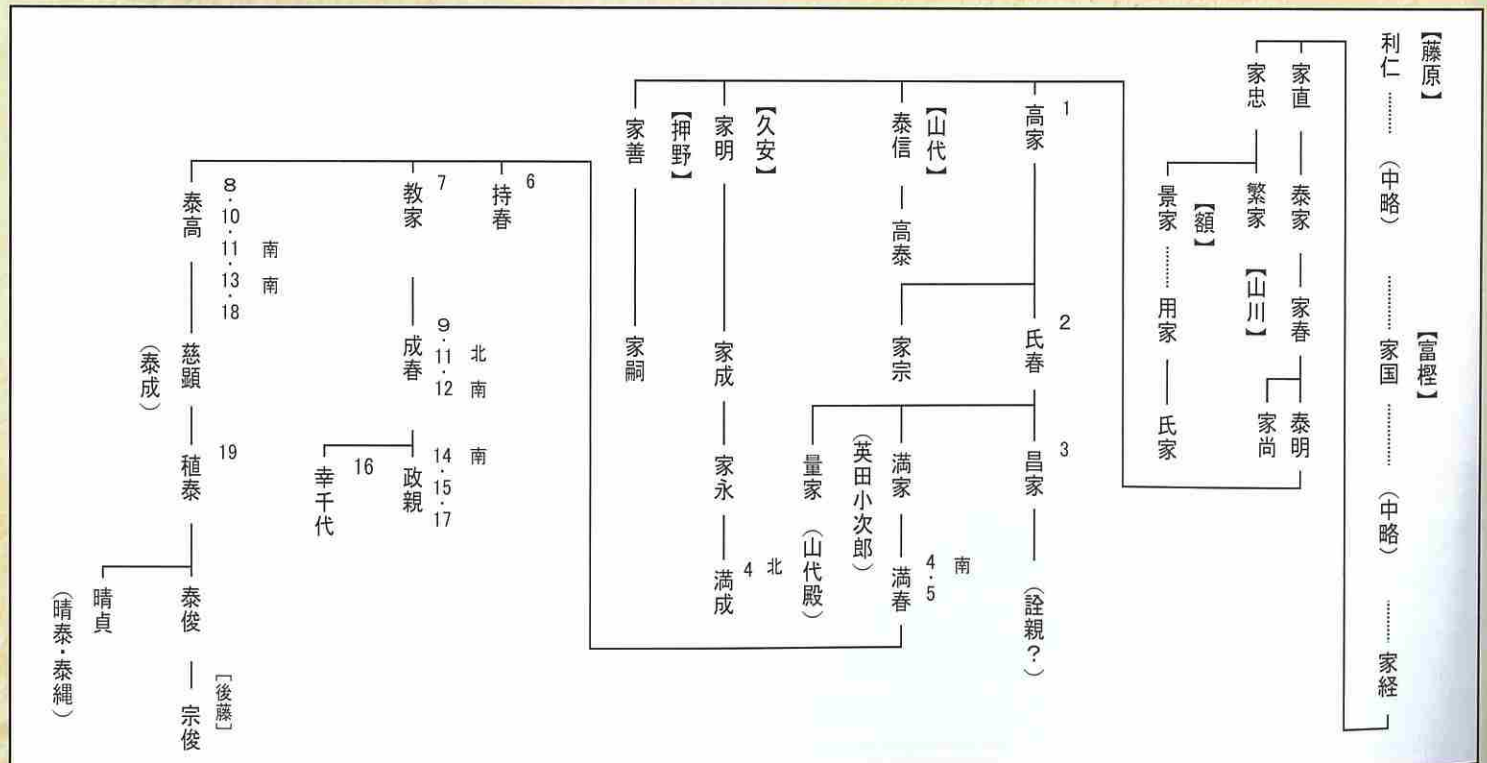 【藤原】
利仁………（中略）………家国………（中略）………家経
【富樫】
家直―泰家―家春―泰明
家尚
家忠―繁家
【山川】
【額】
景家………用家―氏家
1
高家―氏春
2
昌家
3
（詮親？）
家宗
満家―満春
（英田小次郎）
4・5
南
量家（山代殿）
【山代】
泰信―高泰
【久安】
家明―家成―家永―満成
4 北
【押野】
家善―家嗣
6
持春
7
教家―成春
9・11・12
北
南
政親
14・15・17
南
16
幸千代
泰高
8・10・11・13・18
南
南
慈顕
（泰成）
稙泰
19
泰俊―宗俊
[後藤]
晴貞
（晴泰・泰縄）